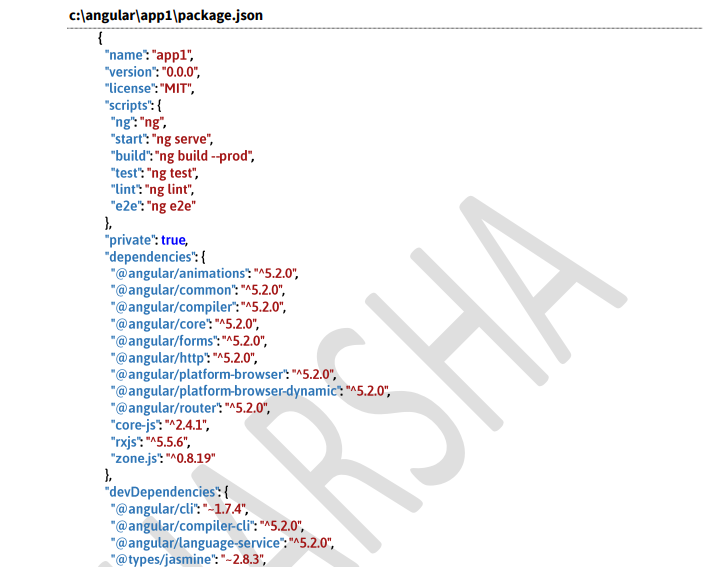 c:\angular\app1\package.json
{
"name": "app1",
"version": "0.0.0",
"license": "MIT",
"scripts": {
"ng": "ng",
"start": "ng serve",
"build": "ng build --prod",
"test": "ng test",
"lint": "ng lint",
"e2e": "ng e2e"
},
"private": true,
"dependencies": {
"@angular/animations": "^5.2.0",
"@angular/common": "^5.2.0",
"@angular/compiler": "^5.2.0",
"@angular/core": "^5.2.0",
"@angular/forms": "^5.2.0",
"@angular/http": "^5.2.0",
"@angular/platform-browser": "^5.2.0",
"@angular/platform-browser-dynamic": "^5.2.0",
"@angular/router": "^5.2.0",
"core-js": "^2.4.1",
"rxjs": "^5.5.6",
"zone.js": "^0.8.19"
},
"devDependencies": {
"@angular/cli": "~1.7.4",
"@angular/compiler-cli": "^5.2.0",
"@angular/language-service": "^5.2.0",
"@types/jasmine": "~2.8.3",
ARSHA